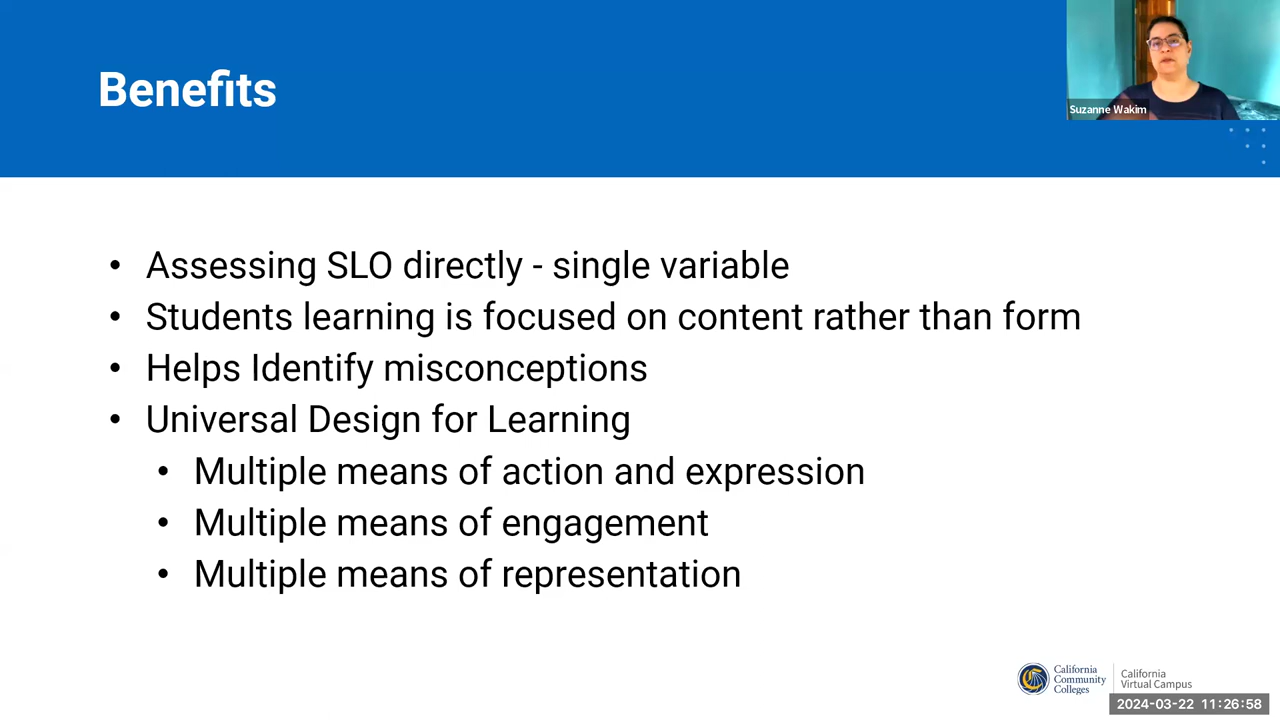 Benefits
Suzanne Wakim
• Assessing SLO directly - single variable
• Students learning is focused on content rather than form
• Helps Identify misconceptions
• Universal Design for Learning
• Multiple means of action and expression
• Multiple means of engagement
• Multiple means of representation
California
Community
Colleges
California
Virtual Campus
2024-03-22 11:26:58